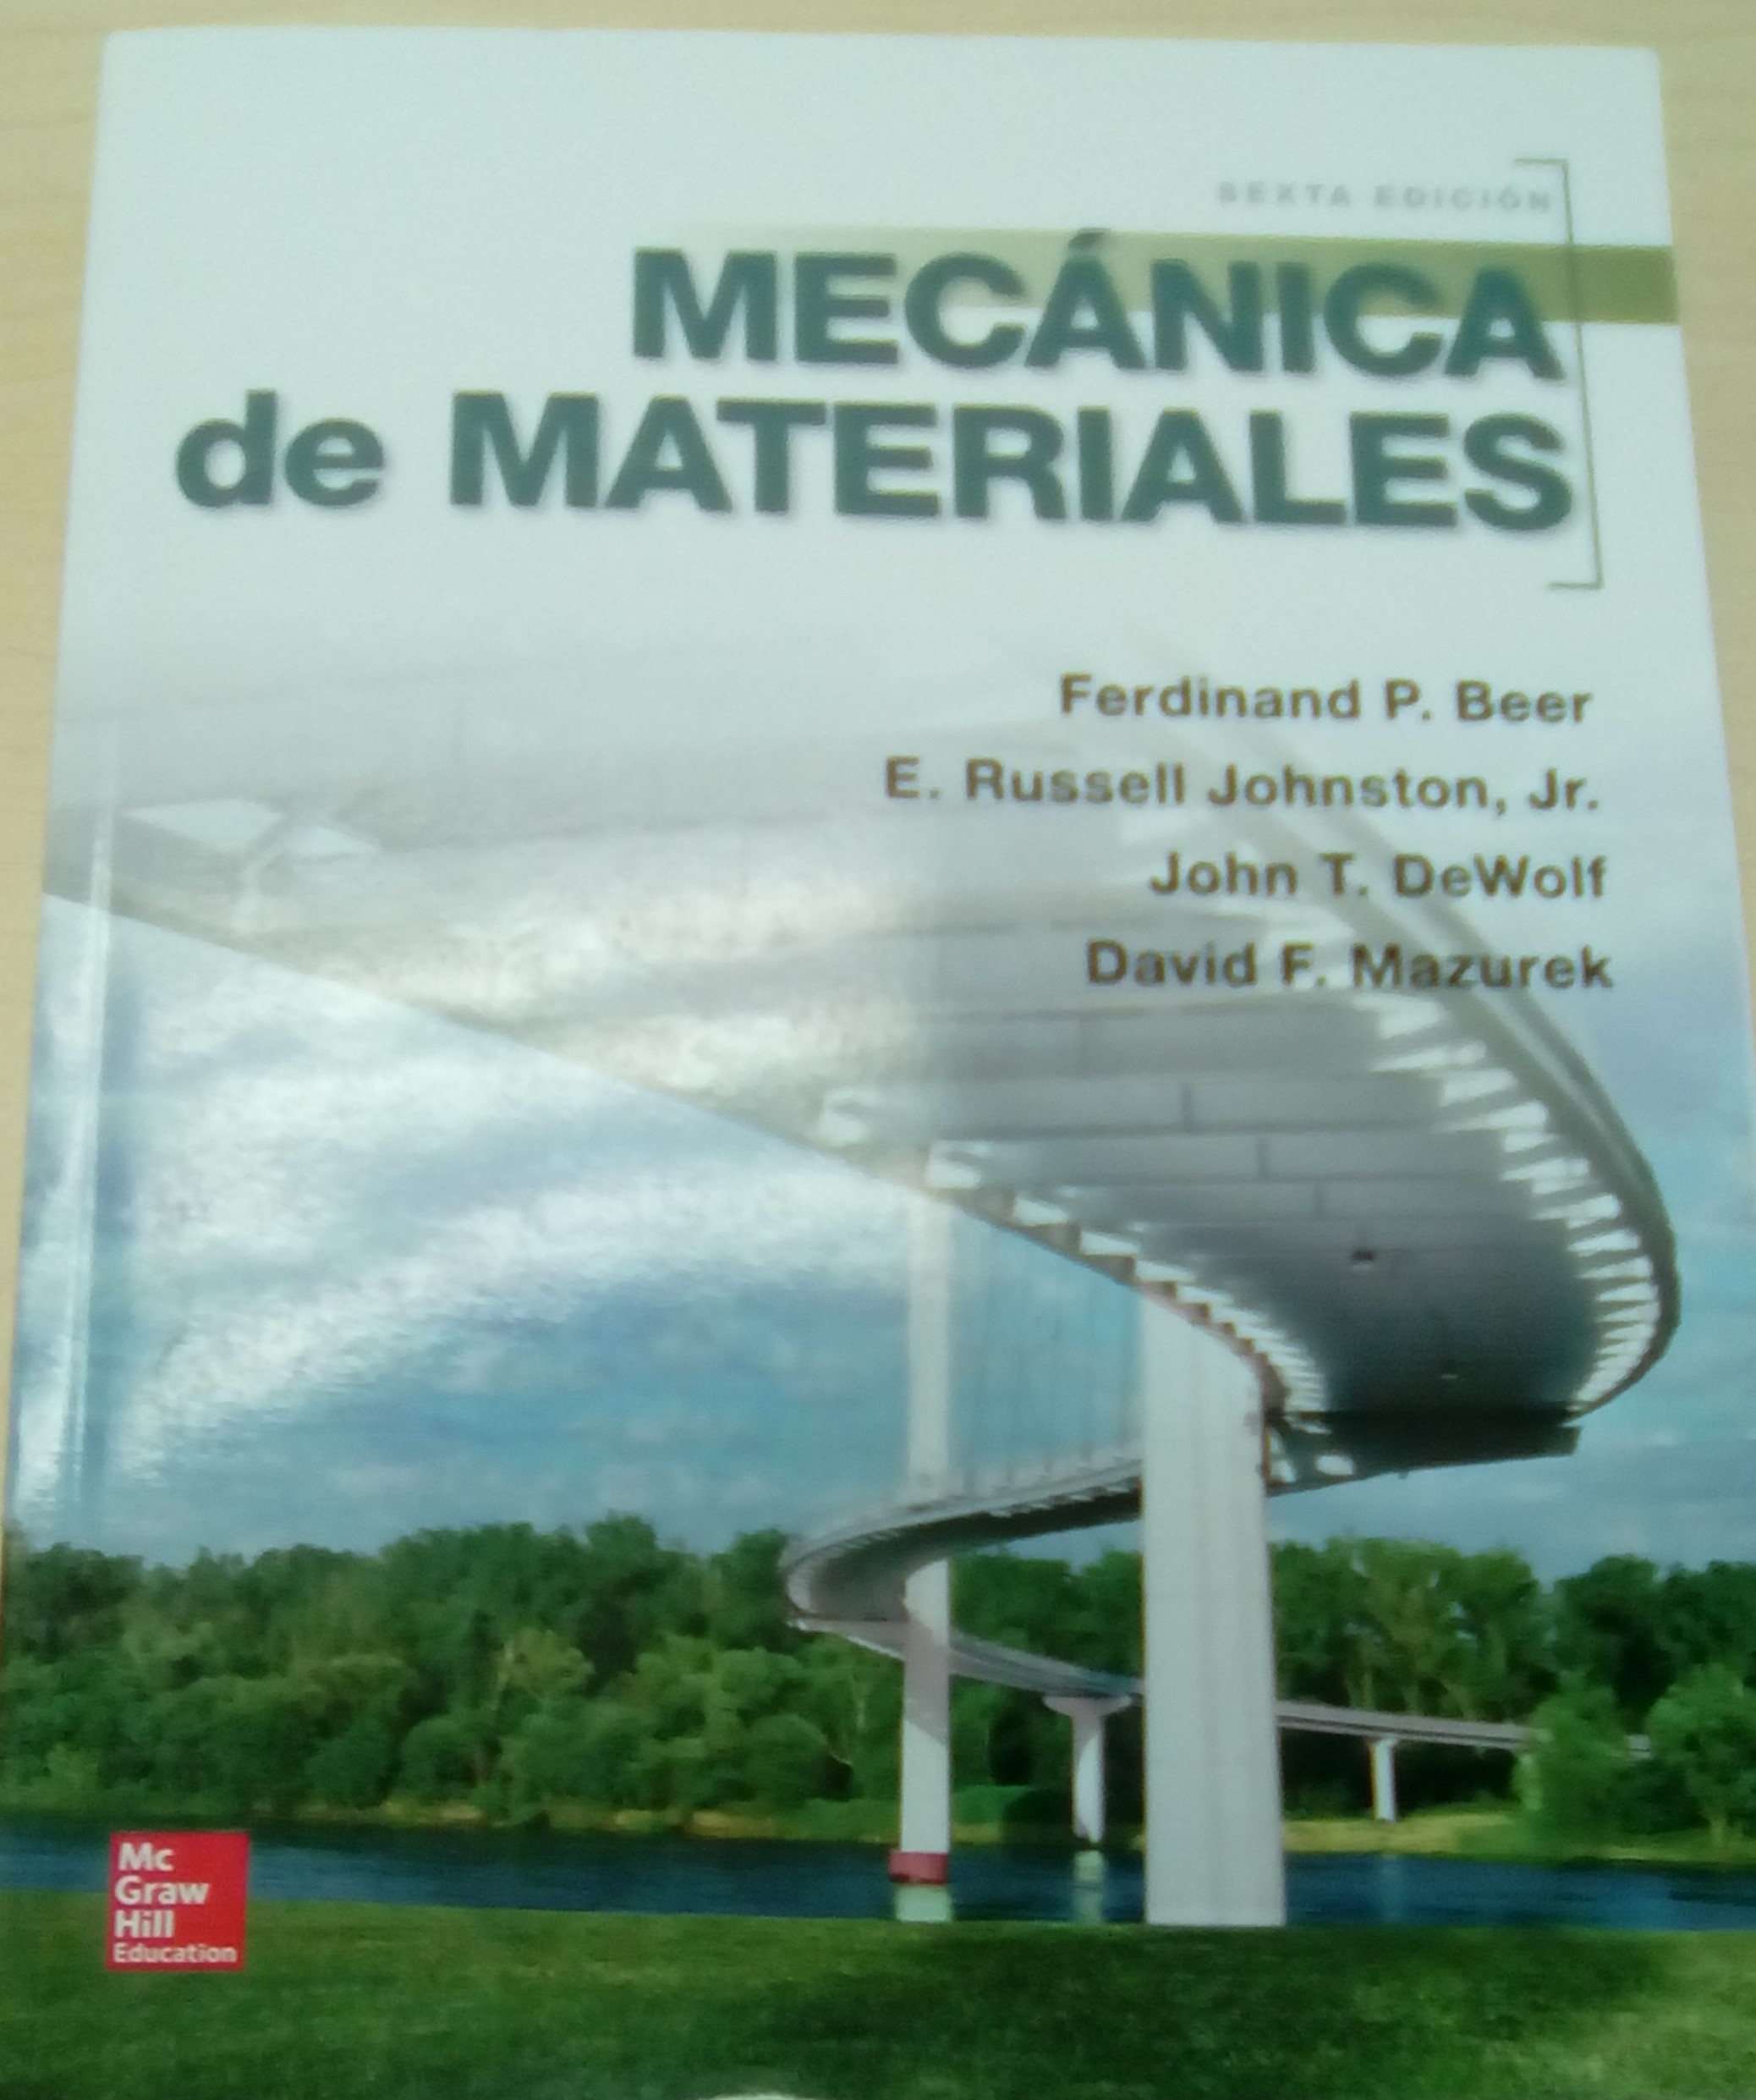 SEXTA EDICIÓN
MECÁNICA
de MATERIALES
Ferdinand P. Beer
E. Russell Johnston, Jr.
John T. DeWolf
David F. Mazurek
Mc
Graw
Hill
Education